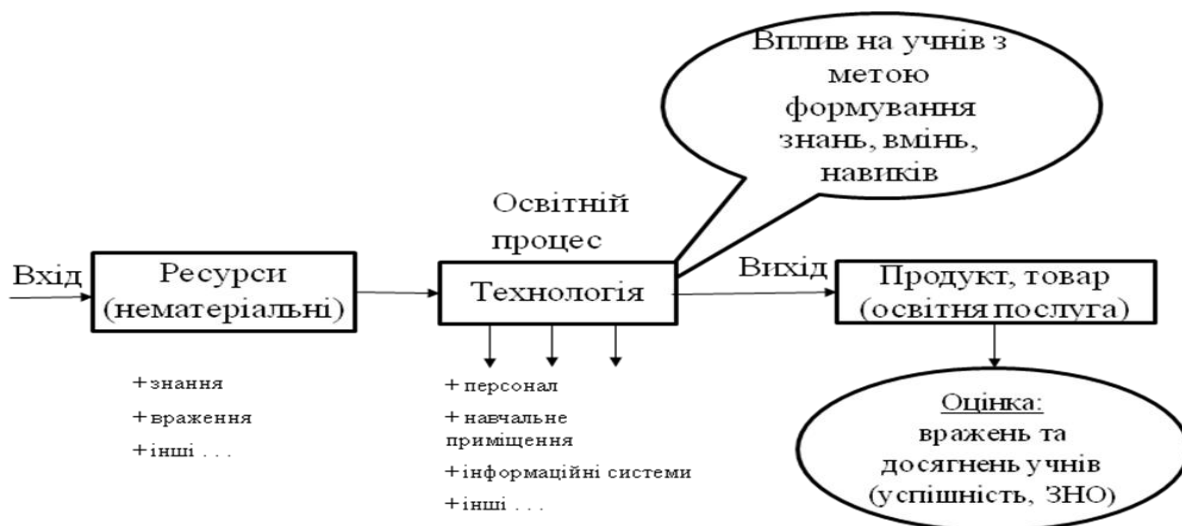 Вплив на учнів з
метою
формування
знань, вмінь,
навиків
Освітній
процес
Вхід
Ресурси
(нематеріальні)
Технологія
Вихід
Продукт, товар
(освітня послуга)
+ знання
+ враження
+ інші . . .
+ персонал
+ навчальне
приміщення
+ інформаційні системи
+ інші . . .
Оцінка:
вражень та
досягнень учнів
(успішність, ЗНО)